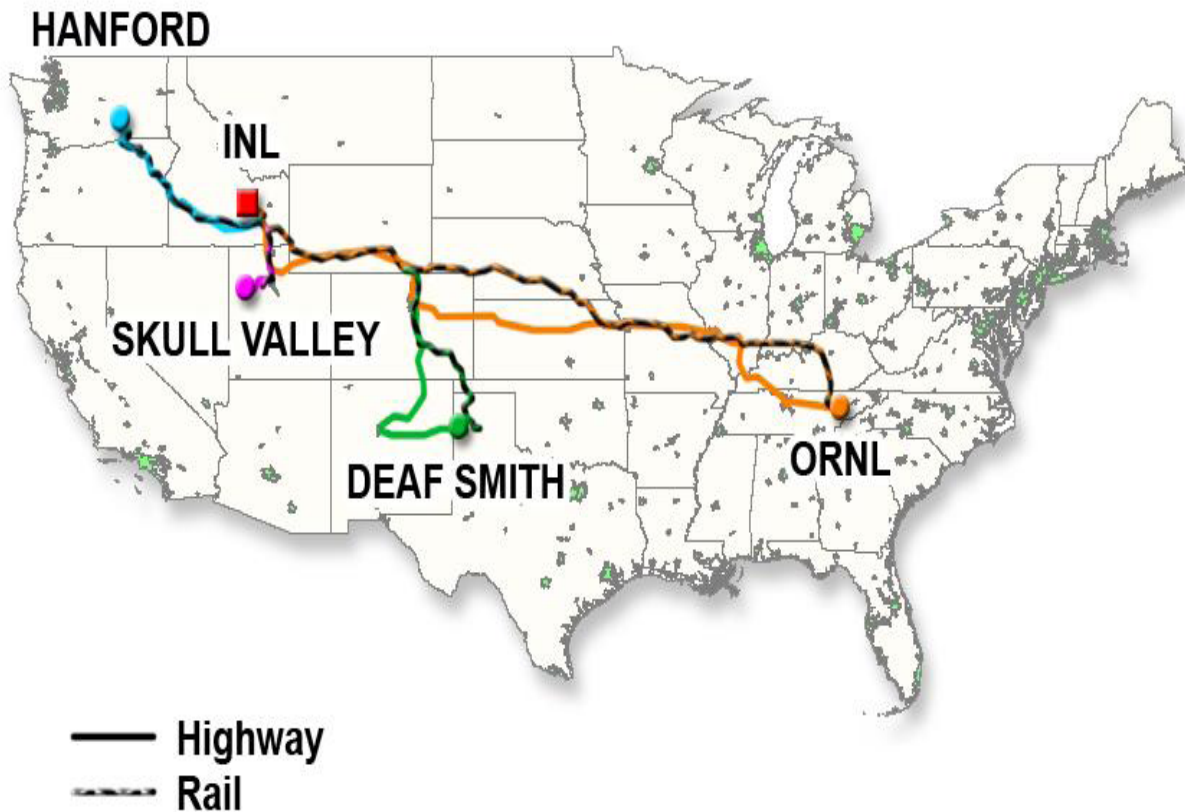 HANFORD
INL
SKULL VALLEY
DEAF SMITH
ORNL
Highway
Rail